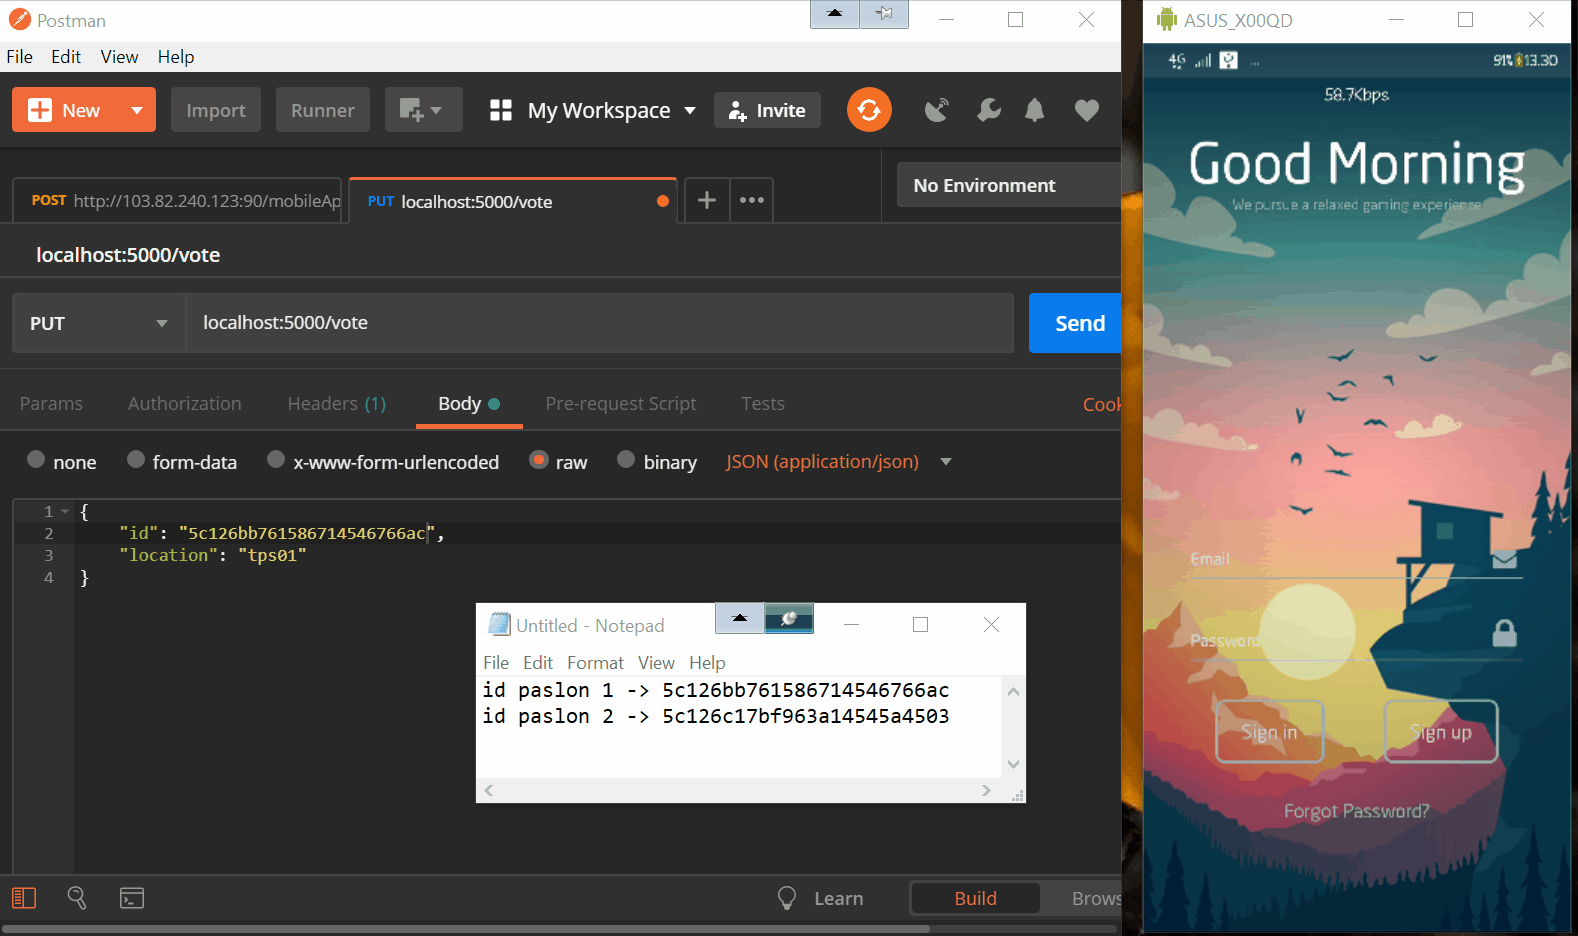 Postman
File Edit View Help
New Import Runner My Workspace Invite
POST http://103.82.240.123:90/mobileAp PUT localhost:5000/vote No Environment
localhost:5000/vote
PUT localhost:5000/vote Send
Params Authorization Headers (1) Body Pre-request Script Tests Cook
none form-data x-www-form-urlencoded raw binary JSON (application/json)
1 {
2 "id": "5c126bb761586714546766ac",
3 "location": "tps01"
4 }
Untitled - Notepad
File Edit Format View Help
id paslon 1 -> 5c126bb761586714546766ac
id paslon 2 -> 5c126c17bf963a14545a4503
Learn Build Brows
ASUS_X00QD
4G ... 91% 13.30
58.7Kbps
Good Morning
We pursue a relaxed gaming experience
Email
Password
Sign in Sign up
Forgot Password?